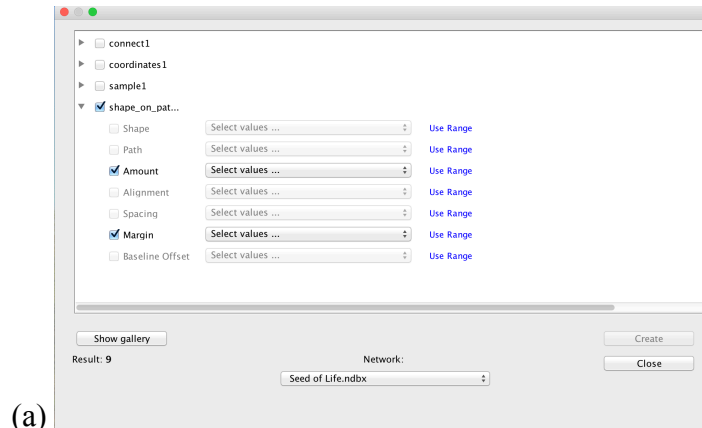 connect1
coordinates1
sample1
shape_on_pat...
Shape Select values ... Use Range
Path Select values ... Use Range
Amount Select values ... Use Range
Alignment Select values ... Use Range
Spacing Select values ... Use Range
Margin Select values ... Use Range
Baseline Offset Select values ... Use Range
Show gallery Create
Result: 9 Network: Close
Seed of Life.ndbx
(a)